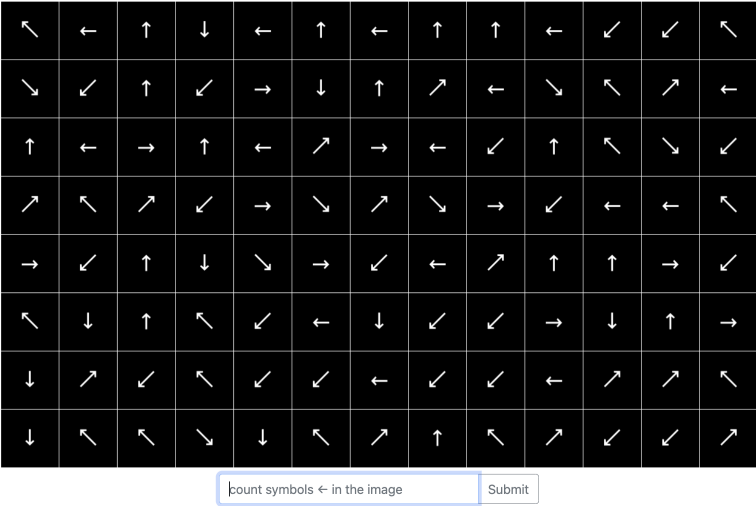 ↖ ← ↑ ↓ ← ↑ ← ↑ ↑ ← ↙ ↙ ↖
↘ ↙ ↑ ↙ → ↓ ↑ ↗ ← ↘ ↖ ↗ ←
↑ ← → ↑ ← ↗ → ← ↙ ↑ ↖ ↘ ↙
↗ ↖ ↗ ↙ → ↘ ↗ ↘ → ↙ ← ← ↖
→ ↙ ↑ ↓ ↘ → ↙ ← ↗ ↑ ↑ → ↙
↖ ↓ ↑ ↖ ↙ ← ↓ ↙ ↙ → ↓ ↑ →
↓ ↗ ↙ ↖ ↙ ↙ ← ↙ ↙ ← ↗ ↗ ↖
↓ ↖ ↖ ↘ ↓ ↖ ↗ ↑ ↖ ↗ ↙ ↙ ↗
count symbols ← in the image Submit